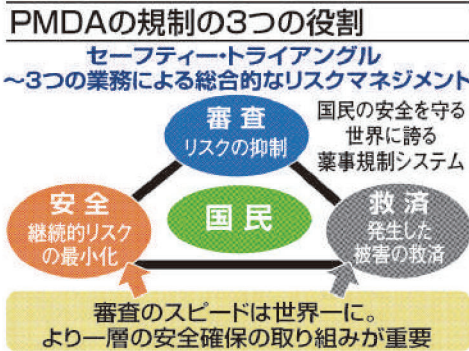 PMDAの規制の3つの役割
セーフティー・トライアングル
〜3つの業務による総合的なリスクマネジメント
審査
リスクの抑制
国民の安全を守る
世界に誇る
薬事規制システム
安全
継続的リスク
の最小化
国民
救済
発生した
被害の救済
審査のスピードは世界一に。
より一層の安全確保の取り組みが重要